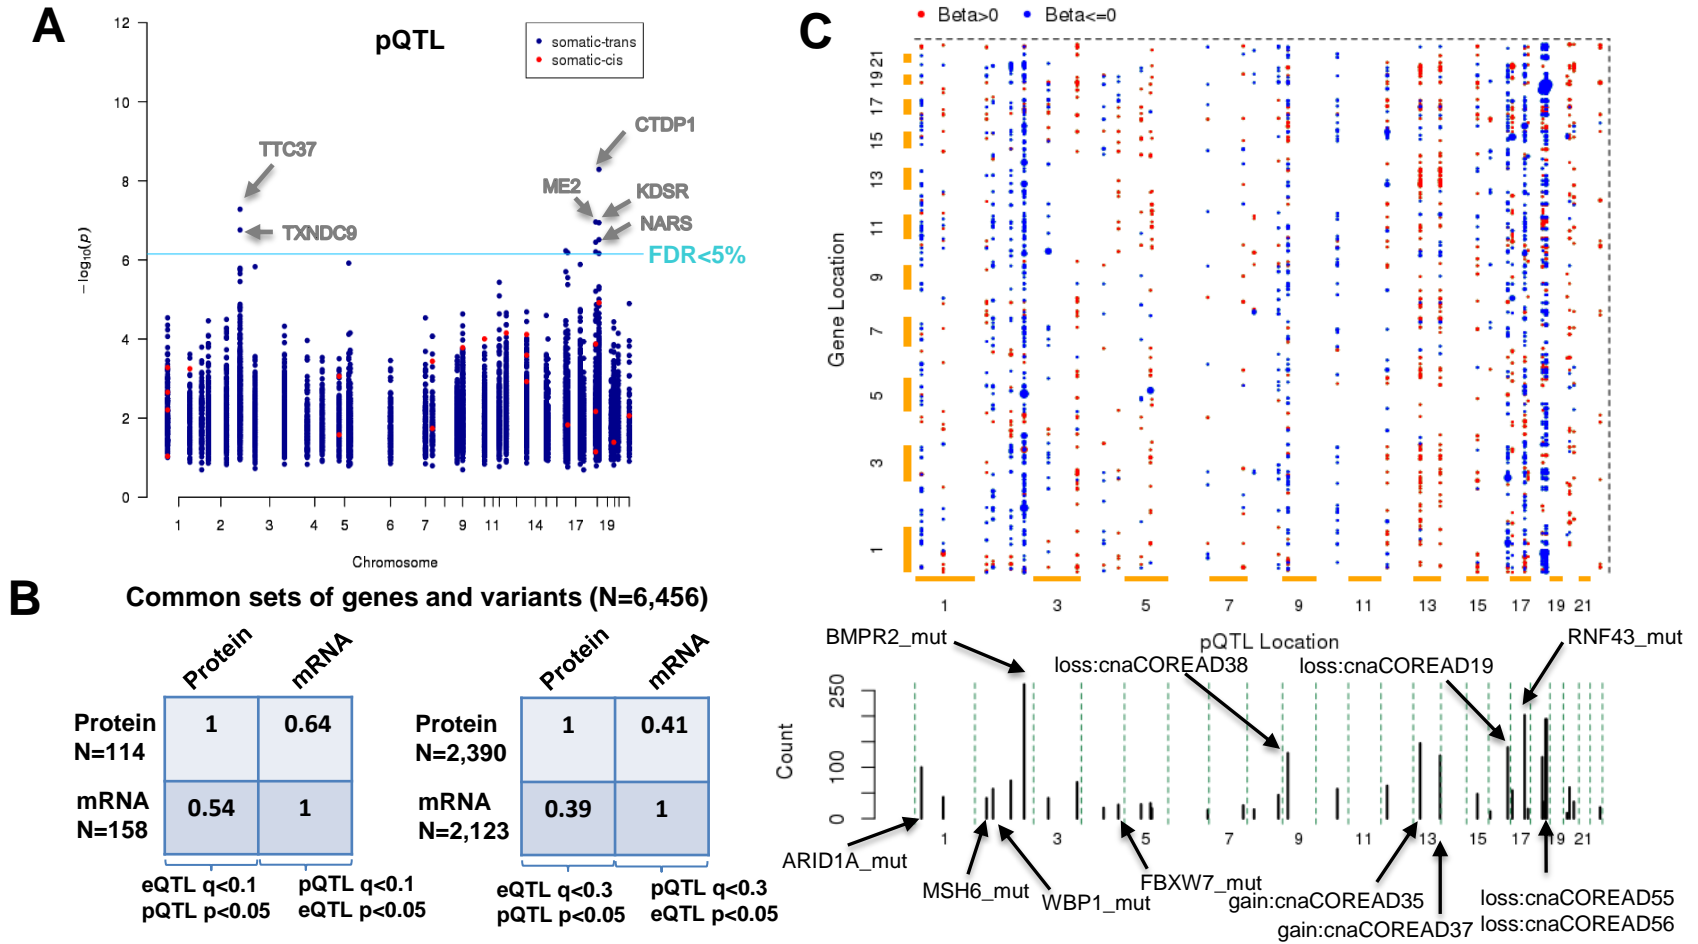 A
pQTL
somatic-trans
somatic-cis
12
10
8
6
4
2
0
−log10(p)
TTC37
TXNDC9
CTDP1
ME2
KDSR
NARS
FDR<5%
1 2 3 4 5 6 7 9 11 14 17 19
Chromosome
B
Common sets of genes and variants (N=6,456)
Protein mRNA
Protein
N=114
1 0.64
mRNA
N=158
0.54 1
eQTL q<0.1
pQTL p<0.05
pQTL q<0.1
eQTL p<0.05
Protein mRNA
Protein
N=2,390
1 0.41
mRNA
N=2,123
0.39 1
eQTL q<0.3
pQTL p<0.05
pQTL q<0.3
eQTL p<0.05
C
Beta>0 Beta<=0
Gene Location
21
19
17
15
13
11
9
7
5
3
1
1 3 5 7 9 11 13 15 17 19 21
pQTL Location
BMPR2_mut
loss:cnaCOREAD38
loss:cnaCOREAD19
RNF43_mut
Count
250
100
0
1 3 5 7 9 11 13 15 17 19 21
ARID1A_mut
MSH6_mut
WBP1_mut
FBXW7_mut
gain:cnaCOREAD35
gain:cnaCOREAD37
loss:cnaCOREAD55
loss:cnaCOREAD56